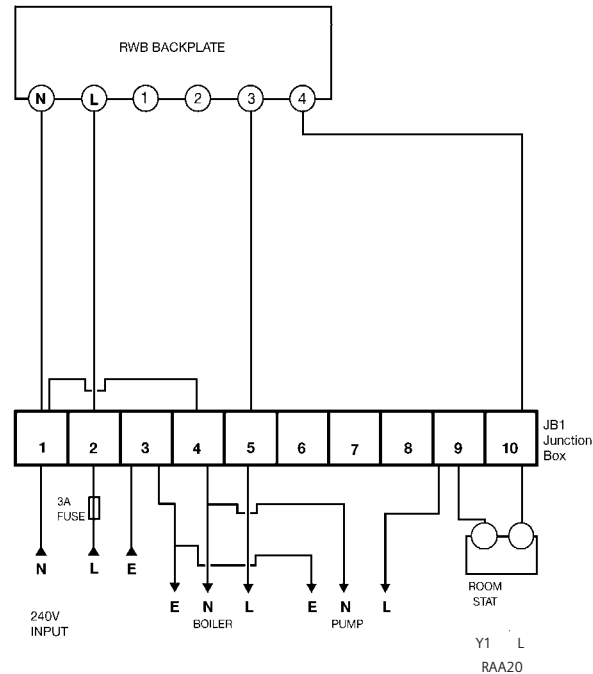 RWB BACKPLATE
N L 1 2 3 4
1 2 3 4 5 6 7 8 9 10
JB1
Junction
Box
3A
FUSE
N L E
E N L E N L
240V
INPUT
BOILER
PUMP
ROOM
STAT
Y1 L
RAA20